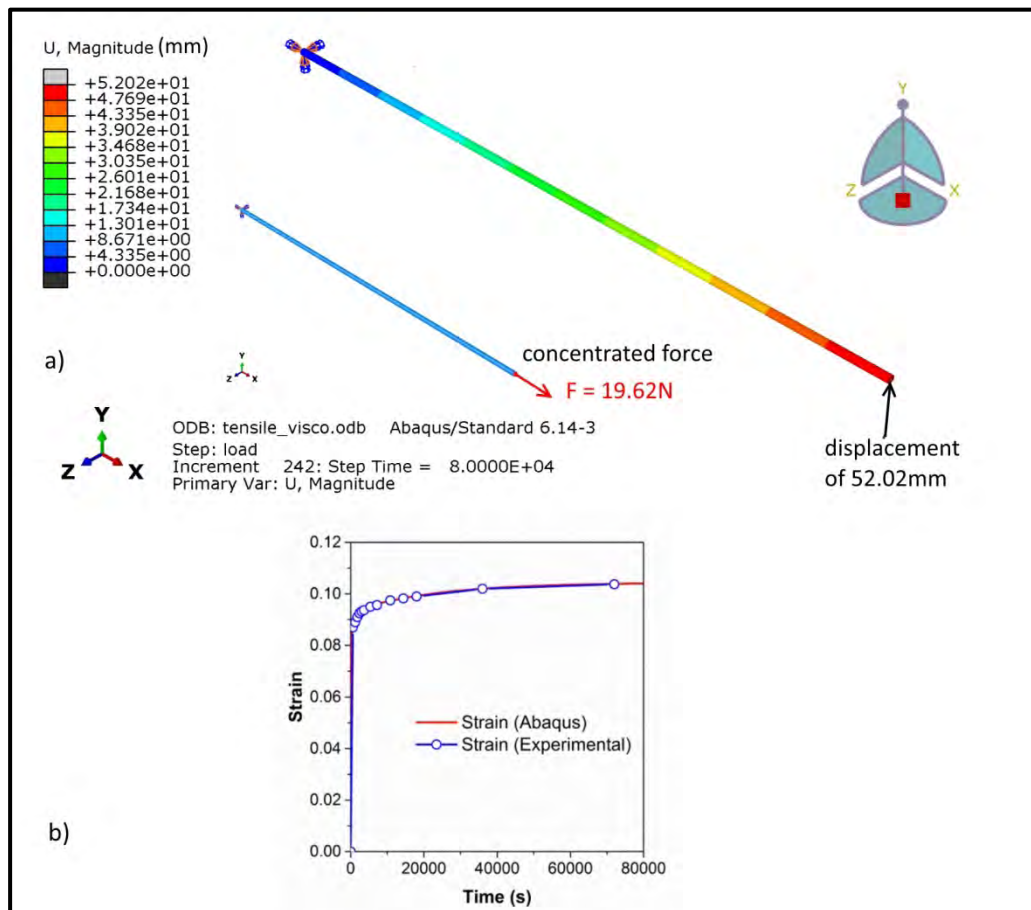 U, Magnitude (mm)
+5.202e+01
+4.769e+01
+4.335e+01
+3.902e+01
+3.468e+01
+3.035e+01
+2.601e+01
+2.168e+01
+1.734e+01
+1.301e+01
+8.671e+00
+4.335e+00
+0.000e+00
Y
Z X
concentrated force
F = 19.62N
a)
Y
Z X
displacement
of 52.02mm
Y
Z X
ODB: tensile_visco.odb Abaqus/Standard 6.14-3
Step: load
Increment 242: Step Time = 8.0000E+04
Primary Var: U, Magnitude
0.12
0.10
0.08
0.06
0.04
0.02
0.00
Strain
Strain (Abaqus)
Strain (Experimental)
b)
0 20000 40000 60000 80000
Time (s)